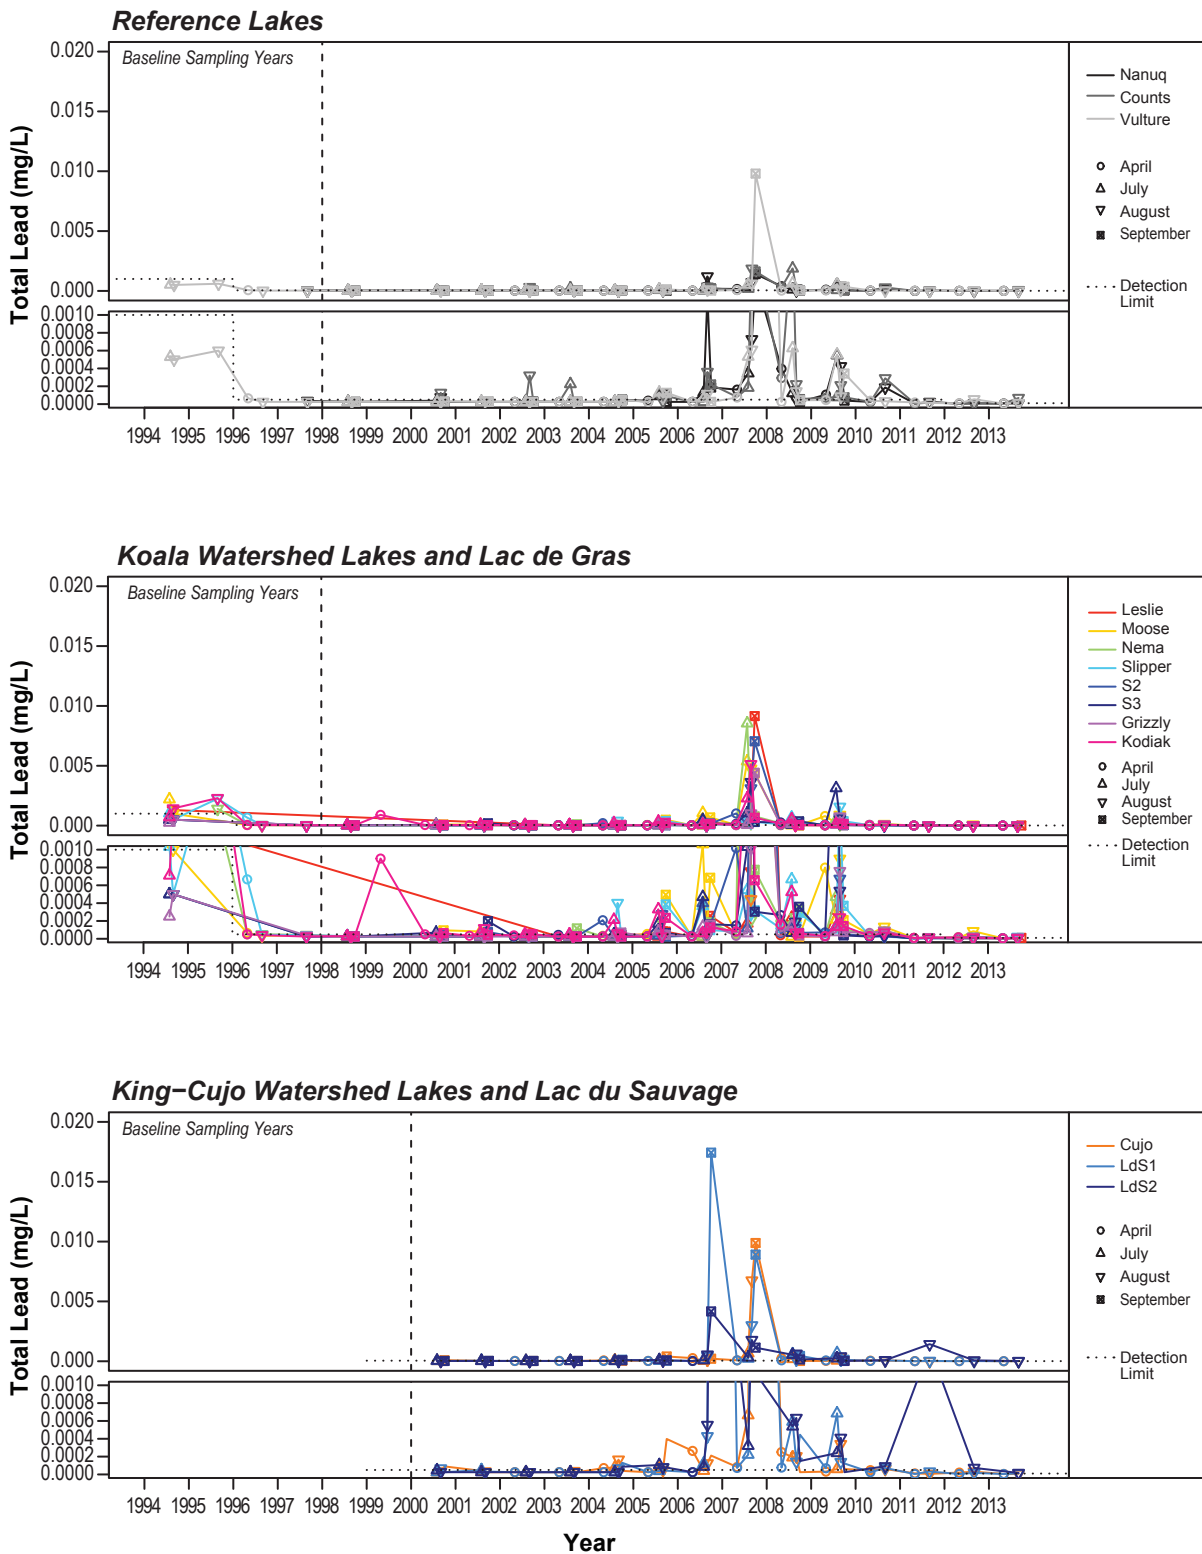 Reference Lakes
Baseline Sampling Years
Total Lead (mg/L)
0.020
0.015
0.010
0.005
0.000
0.0010
0.0008
0.0006
0.0004
0.0002
0.0000
1994 1995 1996 1997 1998 1999 2000 2001 2002 2003 2004 2005 2006 2007 2008 2009 2010 2011 2012 2013
Nanuq
Counts
Vulture
April
July
August
September
Detection
Limit
Koala Watershed Lakes and Lac de Gras
Baseline Sampling Years
Total Lead (mg/L)
0.020
0.015
0.010
0.005
0.000
0.0010
0.0008
0.0006
0.0004
0.0002
0.0000
1994 1995 1996 1997 1998 1999 2000 2001 2002 2003 2004 2005 2006 2007 2008 2009 2010 2011 2012 2013
Leslie
Moose
Nema
Slipper
S2
S3
Grizzly
Kodiak
April
July
August
September
Detection
Limit
King−Cujo Watershed Lakes and Lac du Sauvage
Baseline Sampling Years
Total Lead (mg/L)
0.020
0.015
0.010
0.005
0.000
0.0010
0.0008
0.0006
0.0004
0.0002
0.0000
1994 1995 1996 1997 1998 1999 2000 2001 2002 2003 2004 2005 2006 2007 2008 2009 2010 2011 2012 2013
Cujo
LdS1
LdS2
April
July
August
September
Detection
Limit
Year